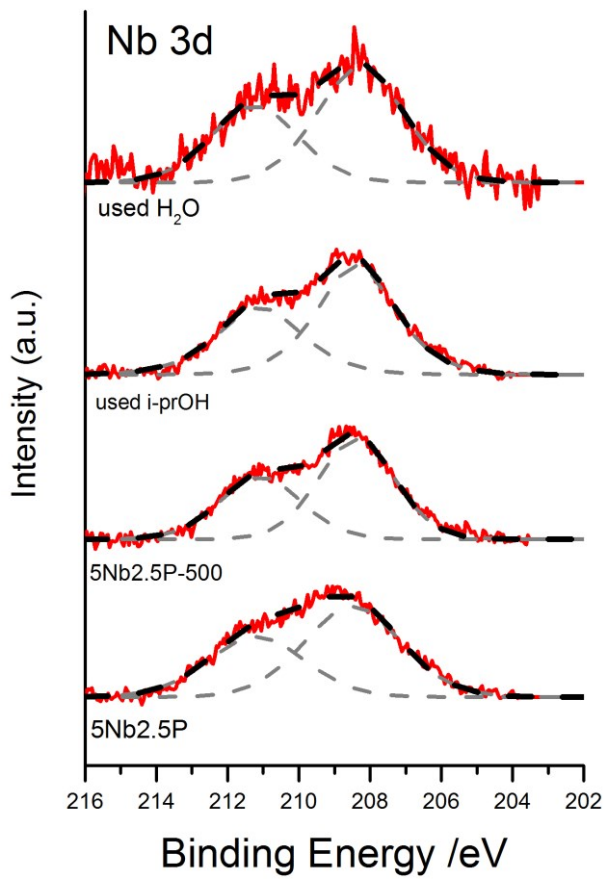 Nb 3d
used H₂O
used i-prOH
5Nb2.5P-500
5Nb2.5P
Intensity (a.u.)
216 214 212 210 208 206 204 202
Binding Energy /eV